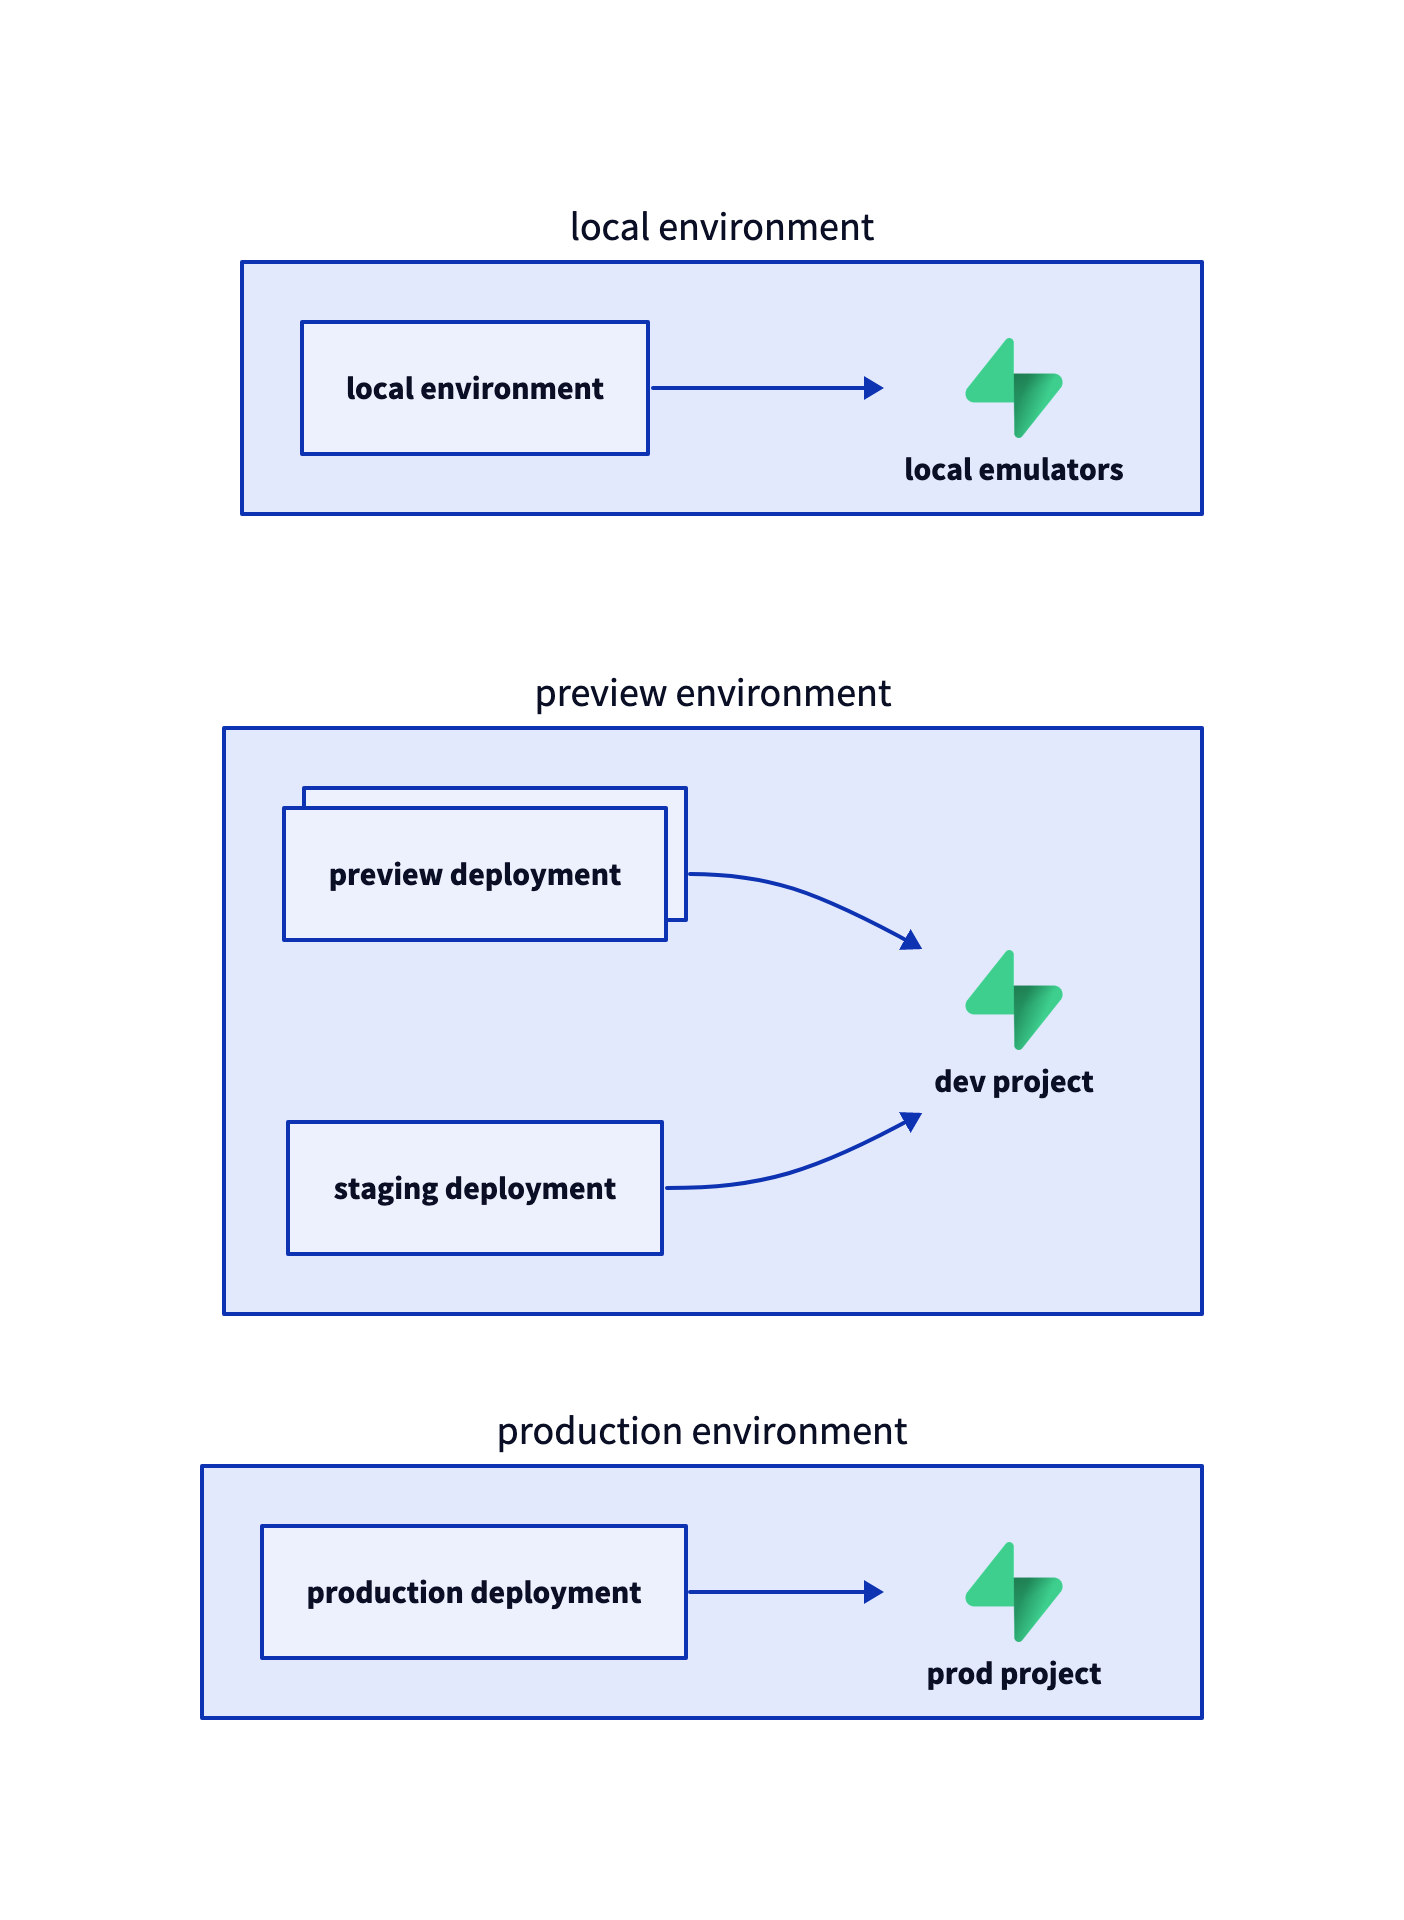 local environment
local environment
local emulators
preview environment
preview deployment
dev project
staging deployment
production environment
production deployment
prod project